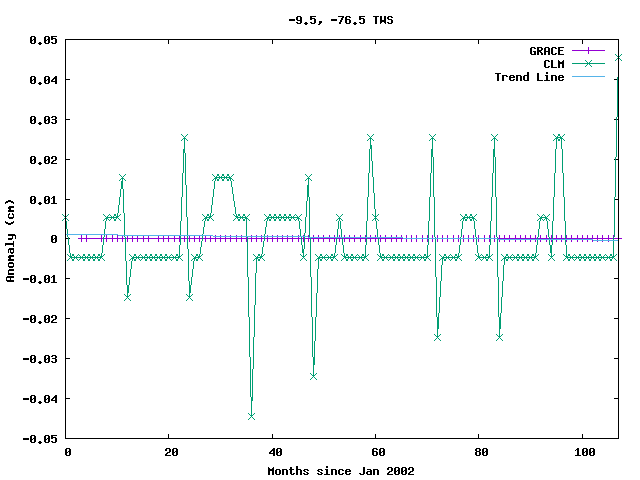 -9.5, -76.5 TWS
0.05
0.04
0.03
0.02
0.01
0
-0.01
-0.02
-0.03
-0.04
-0.05
Anomaly (cm)
GRACE
CLM
Trend Line
0 20 40 60 80 100
Months since Jan 2002